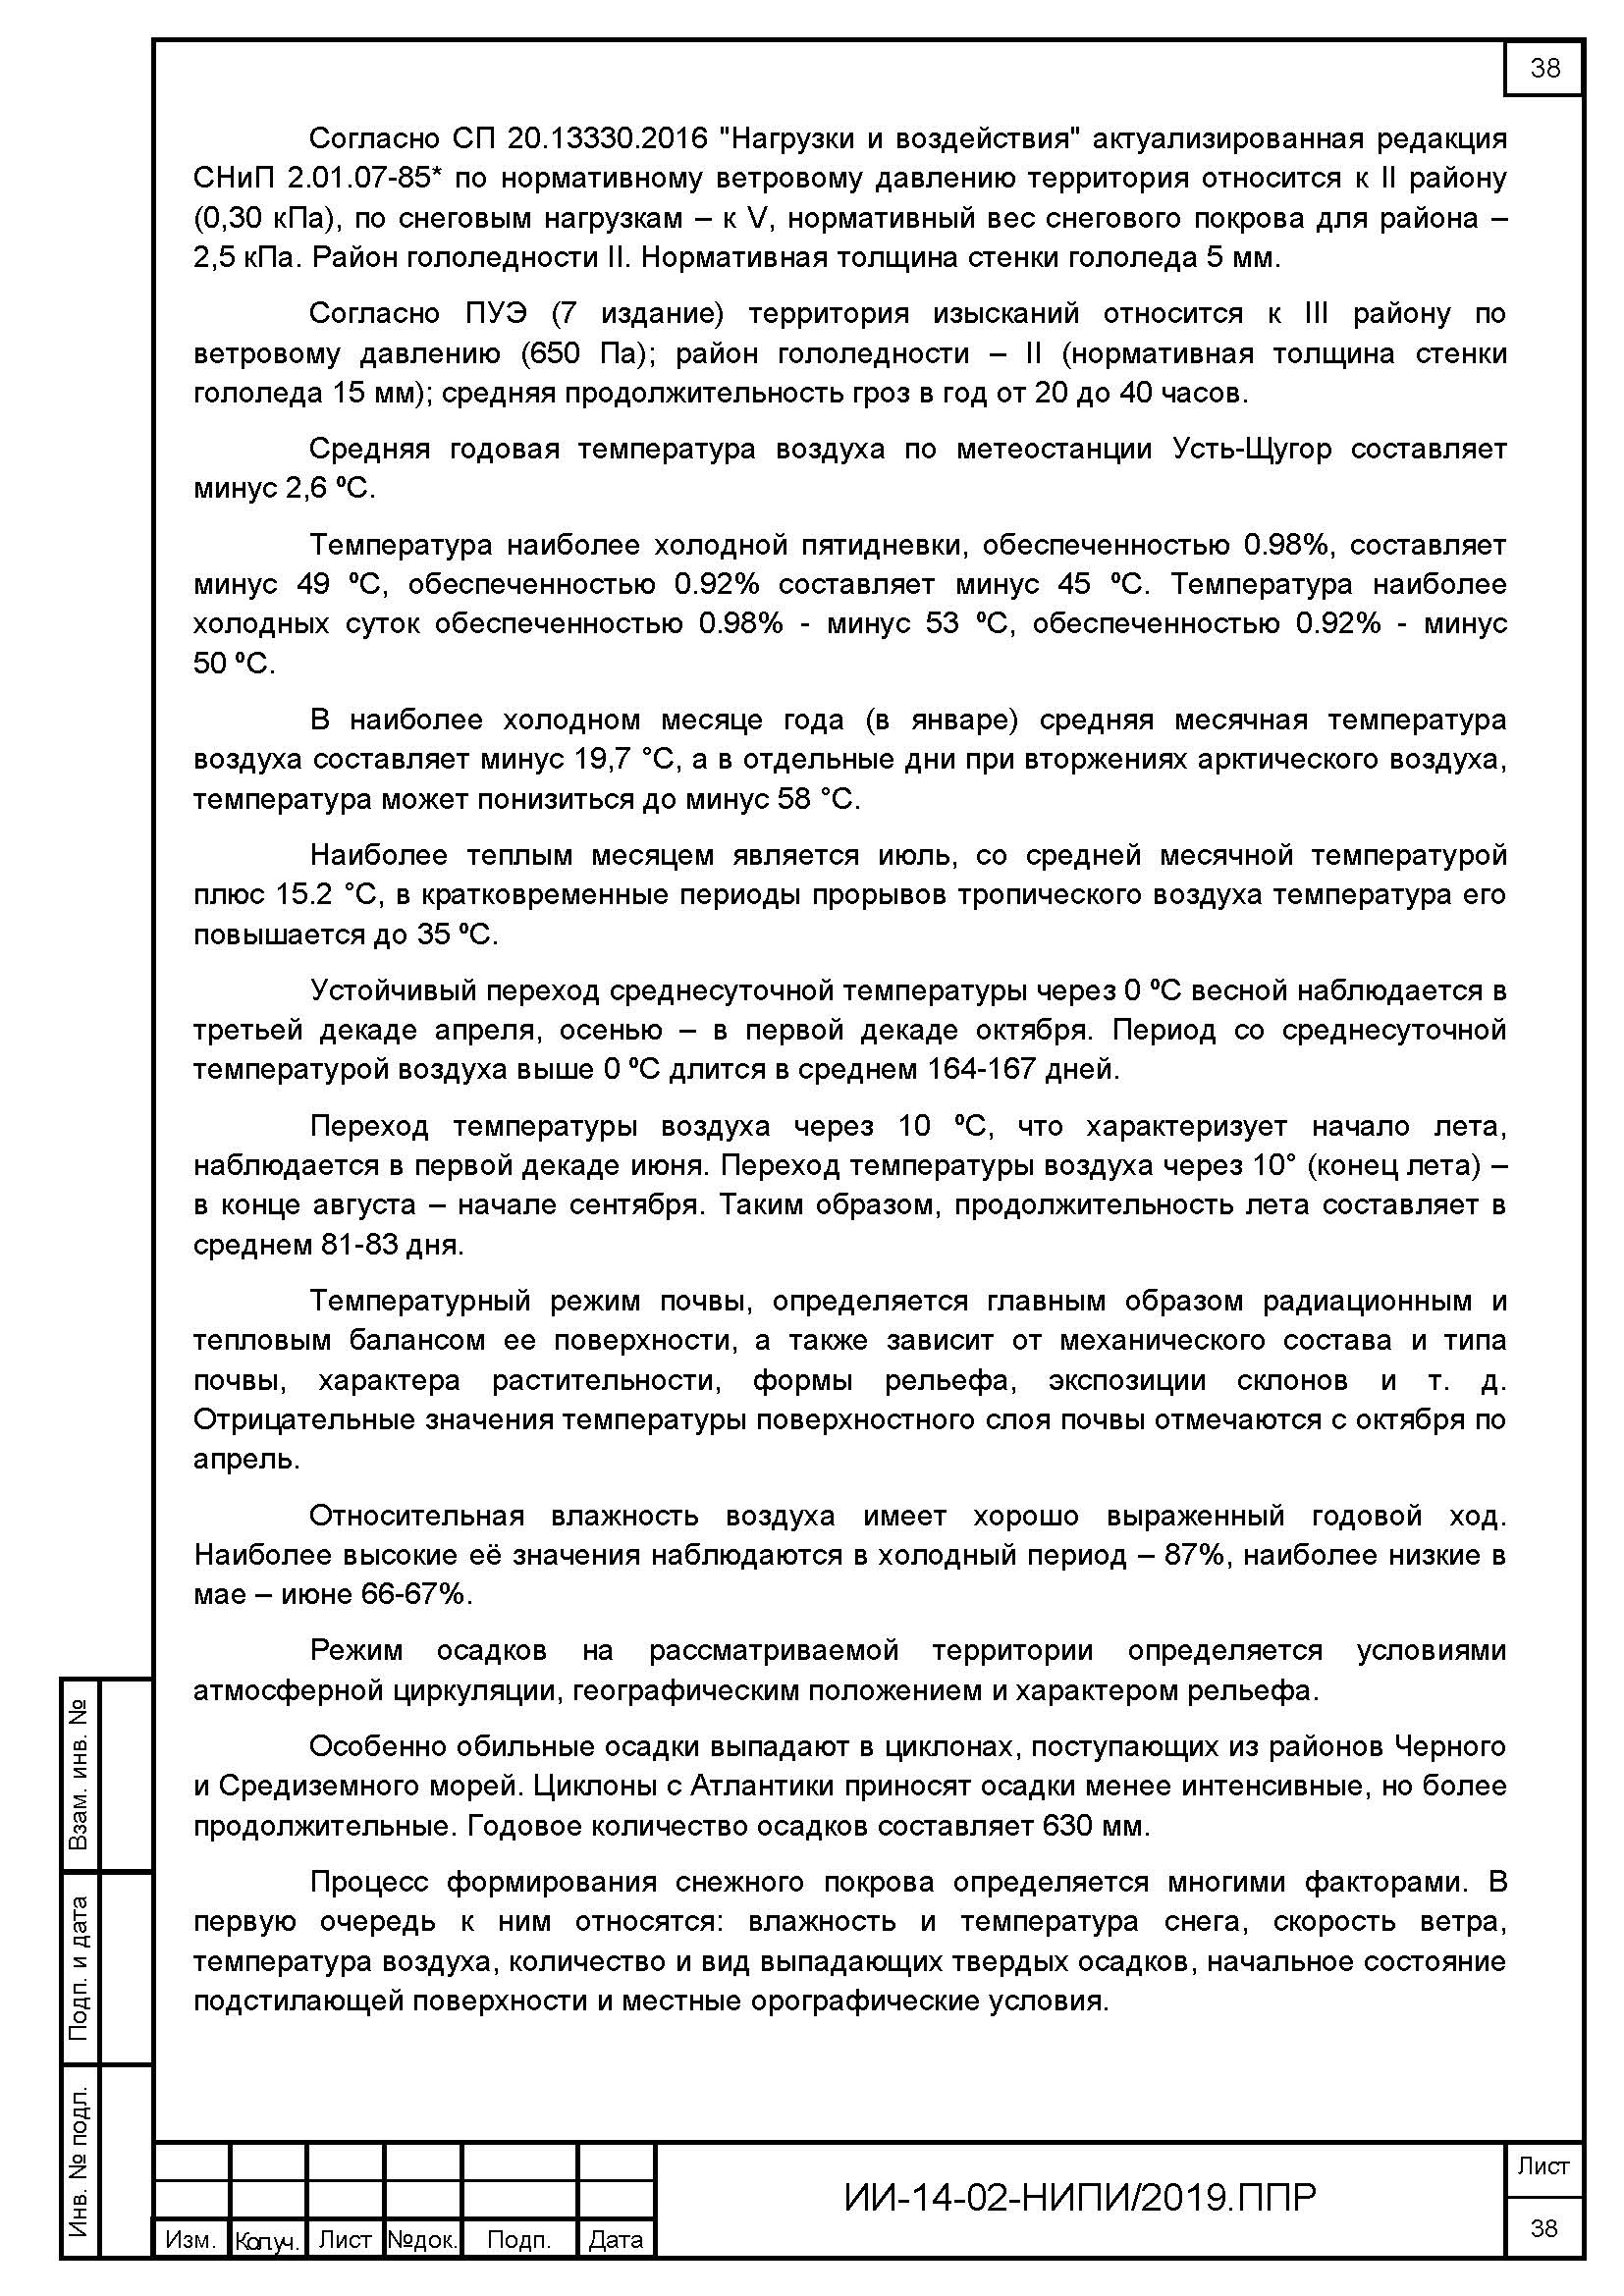 38
Согласно СП 20.13330.2016 "Нагрузки и воздействия" актуализированная редакция
СНиП 2.01.07-85* по нормативному ветровому давлению территория относится к II району
(0,30 кПа), по снеговым нагрузкам – к V, нормативный вес снегового покрова для района –
2,5 кПа. Район гололедности II. Нормативная толщина стенки гололеда 5 мм.
Согласно ПУЭ (7 издание) территория изысканий относится к III району по
ветровому давлению (650 Па); район гололедности – II (нормативная толщина стенки
гололеда 15 мм); средняя продолжительность гроз в год от 20 до 40 часов.
Средняя годовая температура воздуха по метеостанции Усть-Щугор составляет
минус 2,6 ºС.
Температура наиболее холодной пятидневки, обеспеченностью 0.98%, составляет
минус 49 ºС, обеспеченностью 0.92% составляет минус 45 ºС. Температура наиболее
холодных суток обеспеченностью 0.98% - минус 53 ºС, обеспеченностью 0.92% - минус
50 ºС.
В наиболее холодном месяце года (в январе) средняя месячная температура
воздуха составляет минус 19,7 °С, а в отдельные дни при вторжениях арктического воздуха,
температура может понизиться до минус 58 °С.
Наиболее теплым месяцем является июль, со средней месячной температурой
плюс 15.2 °С, в кратковременные периоды прорывов тропического воздуха температура его
повышается до 35 ºС.
Устойчивый переход среднесуточной температуры через 0 ºС весной наблюдается в
третьей декаде апреля, осенью – в первой декаде октября. Период со среднесуточной
температурой воздуха выше 0 ºС длится в среднем 164-167 дней.
Переход температуры воздуха через 10 ºС, что характеризует начало лета,
наблюдается в первой декаде июня. Переход температуры воздуха через 10° (конец лета) –
в конце августа – начале сентября. Таким образом, продолжительность лета составляет в
среднем 81-83 дня.
Температурный режим почвы, определяется главным образом радиационным и
тепловым балансом ее поверхности, а также зависит от механического состава и типа
почвы, характера растительности, формы рельефа, экспозиции склонов и т. д.
Отрицательные значения температуры поверхностного слоя почвы отмечаются с октября по
апрель.
Относительная влажность воздуха имеет хорошо выраженный годовой ход.
Наиболее высокие её значения наблюдаются в холодный период – 87%, наиболее низкие в
мае – июне 66-67%.
Режим осадков на рассматриваемой территории определяется условиями
атмосферной циркуляции, географическим положением и характером рельефа.
Особенно обильные осадки выпадают в циклонах, поступающих из районов Черного
и Средиземного морей. Циклоны с Атлантики приносят осадки менее интенсивные, но более
продолжительные. Годовое количество осадков составляет 630 мм.
Процесс формирования снежного покрова определяется многими факторами. В
первую очередь к ним относятся: влажность и температура снега, скорость ветра,
температура воздуха, количество и вид выпадающих твердых осадков, начальное состояние
подстилающей поверхности и местные орографические условия.
Взам. инв. №
Подп. и дата
Инв. № подл.
Изм. Кол.уч. Лист №док. Подп. Дата
ИИ-14-02-НИПИ/2019.ППР
Лист
38